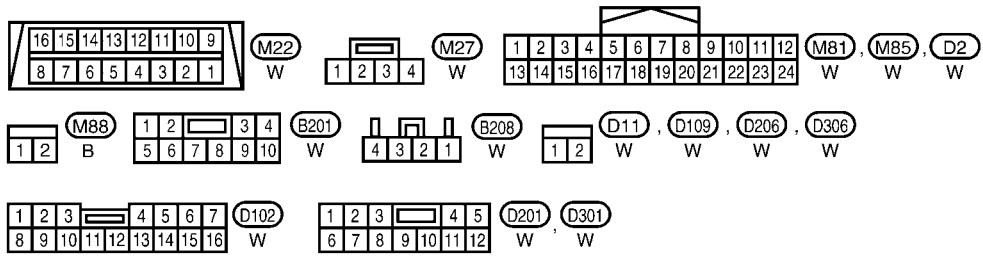 16 15 14 13 12 11 10 9 M22 M27 1 2 3 4 5 6 7 8 9 10 11 12 M81 , M85 , D2
8 7 6 5 4 3 2 1 W 1 2 3 4 W 13 14 15 16 17 18 19 20 21 22 23 24 W W W
M88 1 2 3 4 B201 B208 D11 , D109 , D206 , D306
1 2 B 5 6 7 8 9 10 W 4 3 2 1 W 1 2 W W W W
1 2 3 4 5 6 7 D102 1 2 3 4 5 D201 , D301
8 9 10 11 12 13 14 15 16 W 6 7 8 9 10 11 12 W W